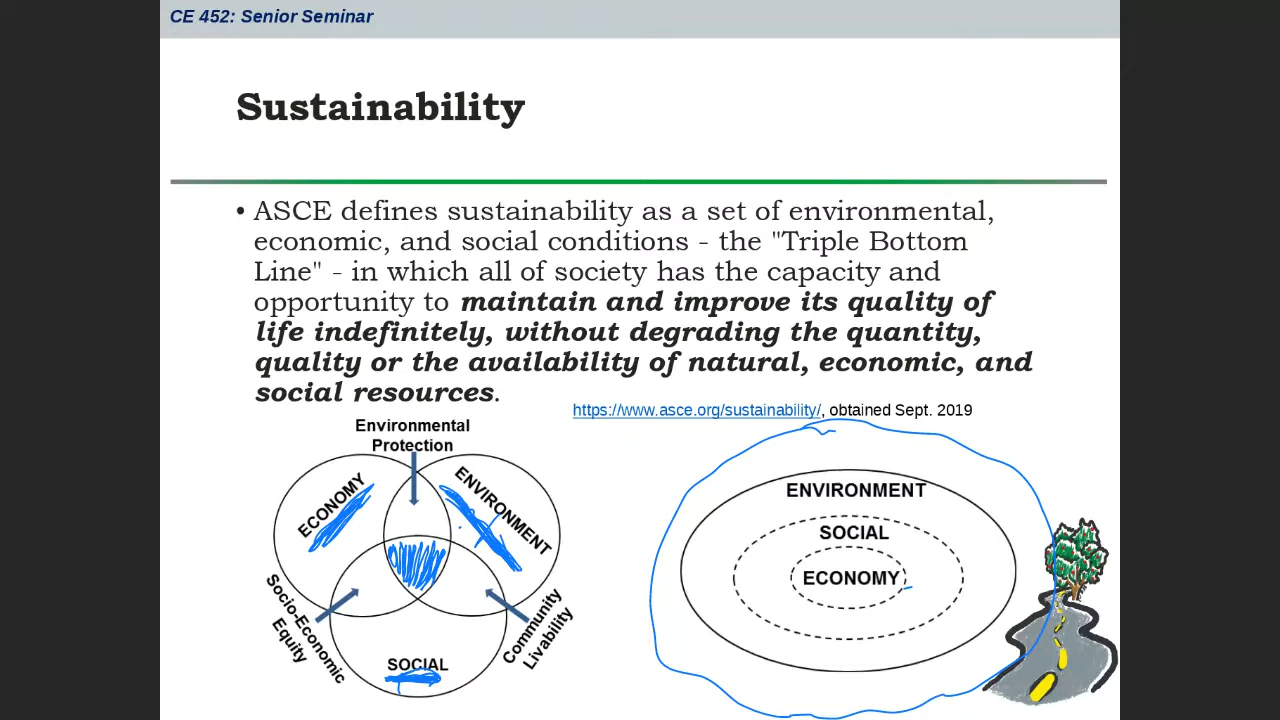 CE 452: Senior Seminar
Sustainability
• ASCE defines sustainability as a set of environmental,
economic, and social conditions - the "Triple Bottom
Line" - in which all of society has the capacity and
opportunity to maintain and improve its quality of
life indefinitely, without degrading the quantity,
quality or the availability of natural, economic, and
social resources.
https://www.asce.org/sustainability/, obtained Sept. 2019
Environmental
Protection
ECONOMY
ENVIRONMENT
Socio-Economic
Equity
Community
Livability
SOCIAL
ENVIRONMENT
SOCIAL
ECONOMY